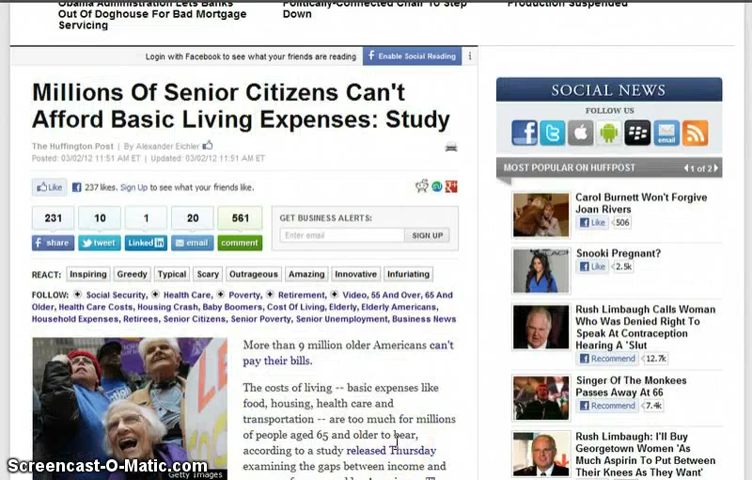 Obama Administration Lets Banks
Out Of Doghouse For Bad Mortgage
Servicing
Politically-Connected Chair To Step
Down
Production Suspended
Login with Facebook to see what your friends are reading
f Enable Social Reading
i
Millions Of Senior Citizens Can't
Afford Basic Living Expenses: Study
The Huffington Post | By Alexander Eichler
Posted: 03/02/12 11:51 AM ET | Updated: 03/02/12 11:51 AM ET
Like
237 likes. Sign Up to see what your friends like.
231 10 1 20 561
share tweet Linked in email comment
GET BUSINESS ALERTS:
Enter email SIGN UP
REACT: Inspiring Greedy Typical Scary Outrageous Amazing Innovative Infuriating
FOLLOW: Social Security, Health Care, Poverty, Retirement, Video, 55 And Over, 65 And
Older, Health Care Costs, Housing Crash, Baby Boomers, Cost Of Living, Elderly, Elderly Americans,
Household Expenses, Retirees, Senior Citizens, Senior Poverty, Senior Unemployment, Business News
More than 9 million older Americans can't
pay their bills.
The costs of living -- basic expenses like
food, housing, health care and
transportation -- are too much for millions
of people aged 65 and older to bear,
according to a study released Thursday
examining the gaps between income and
Getty Images
Screencast-O-Matic.com
SOCIAL NEWS
FOLLOW US
email
MOST POPULAR ON HUFFPOST
1 of 2
Carol Burnett Won't Forgive
Joan Rivers
Like 506
Snooki Pregnant?
Like 2.5k
Rush Limbaugh Calls Woman
Who Was Denied Right To
Speak At Contraception
Hearing A 'Slut'
Recommend 12.7k
Singer Of The Monkees
Passes Away At 66
Recommend 7.4k
Rush Limbaugh: I'll Buy
Georgetown Women 'As
Much Aspirin To Put Between
Their Knees As They Want'